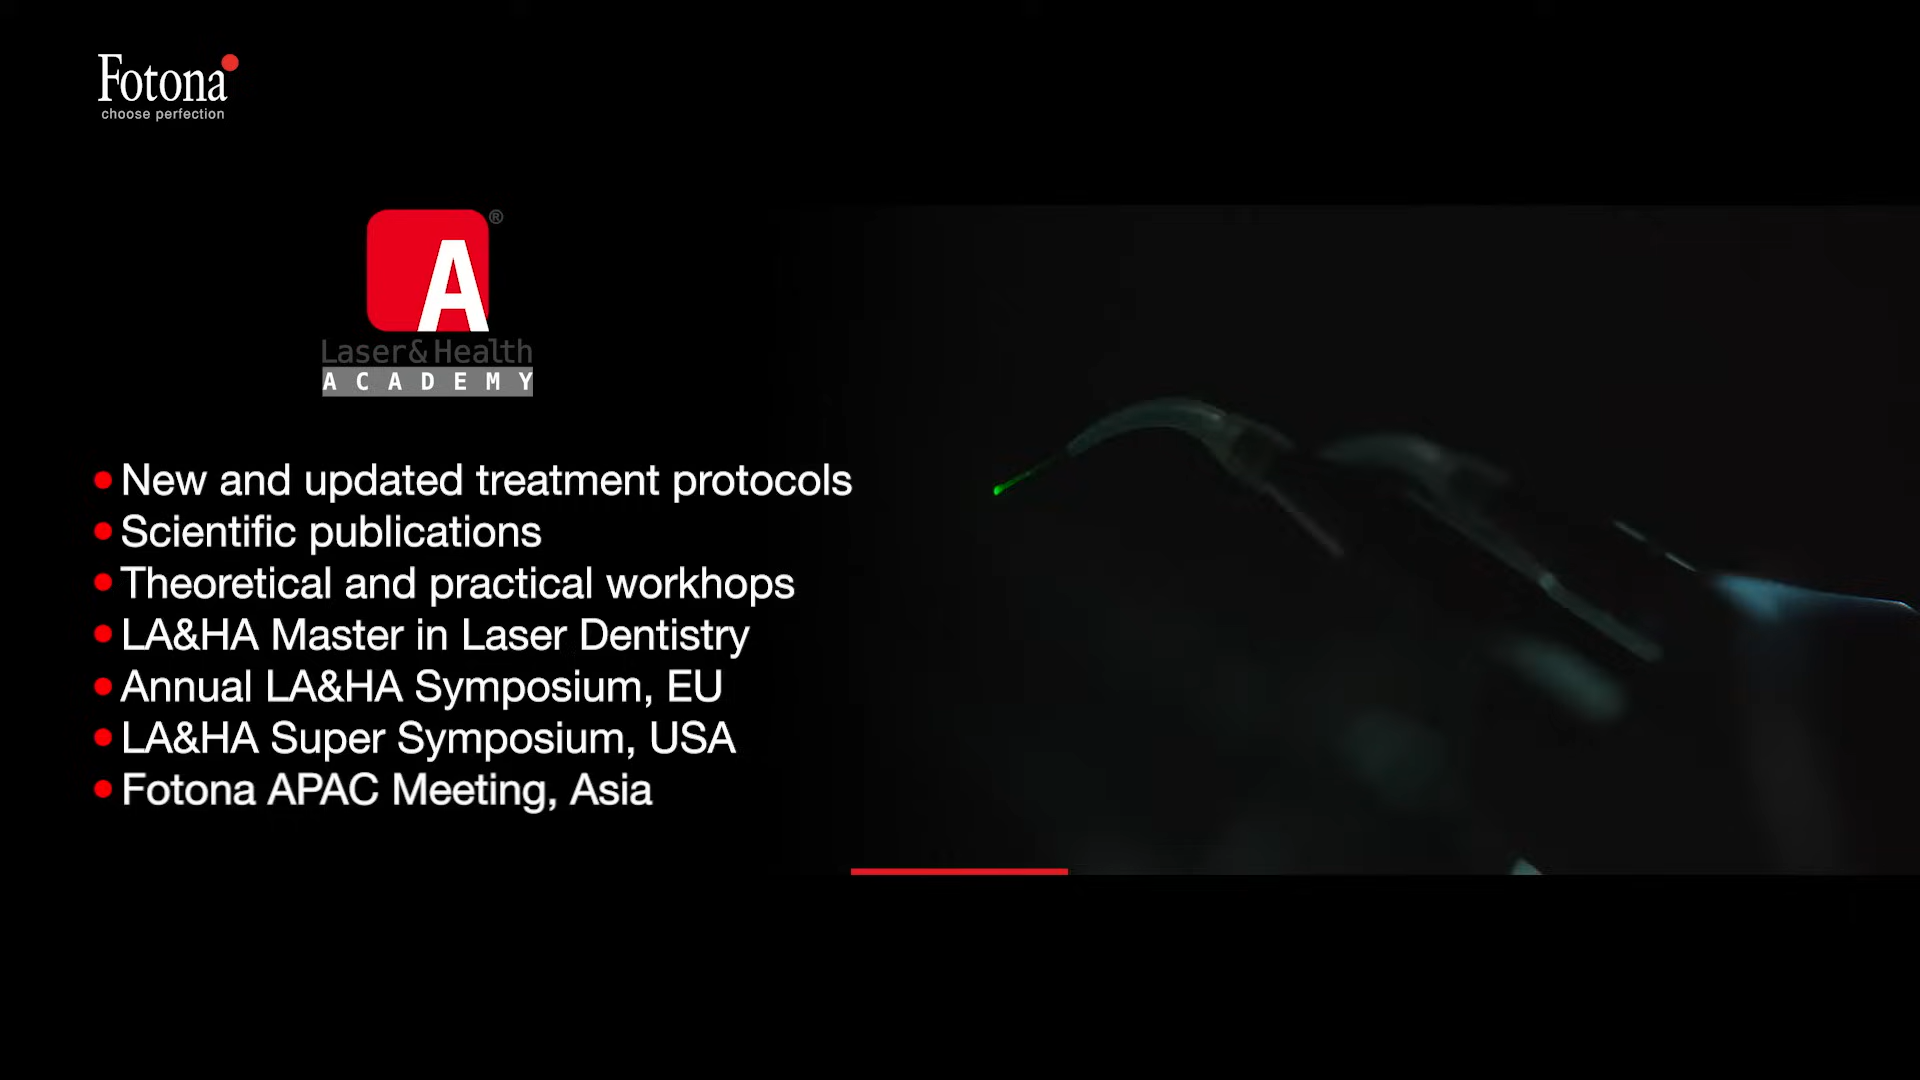 Fotona
choose perfection
A
®
Laser & Health
ACADEMY
New and updated treatment protocols
Scientific publications
Theoretical and practical workhops
LA&HA Master in Laser Dentistry
Annual LA&HA Symposium, EU
LA&HA Super Symposium, USA
Fotona APAC Meeting, Asia